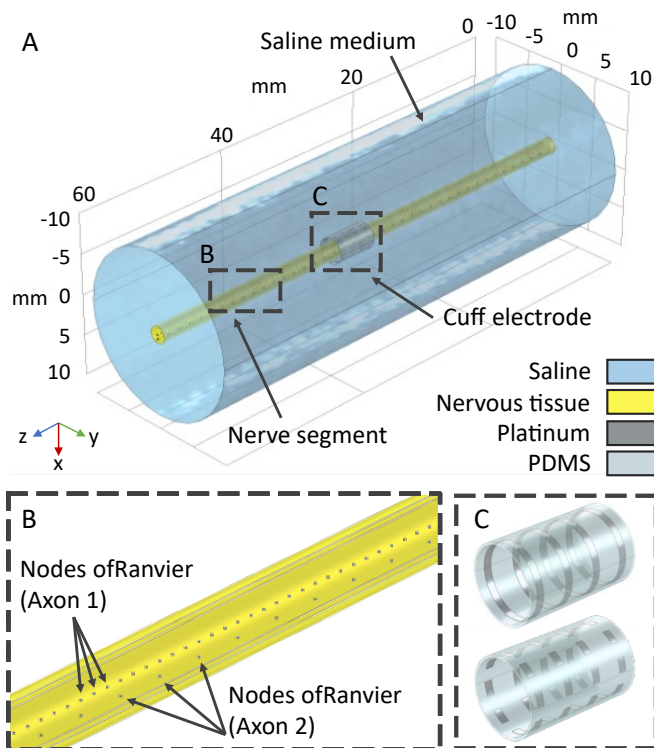 A
Saline medium
mm
0
-10
-5
0
5
10
mm
20
mm
40
60
-10
-5
mm
0
5
10
C
B
Cuff electrode
Nerve segment
z
y
x
Saline
Nervous tissue
Platinum
PDMS
B
Nodes ofRanvier
(Axon 1)
Nodes ofRanvier
(Axon 2)
C